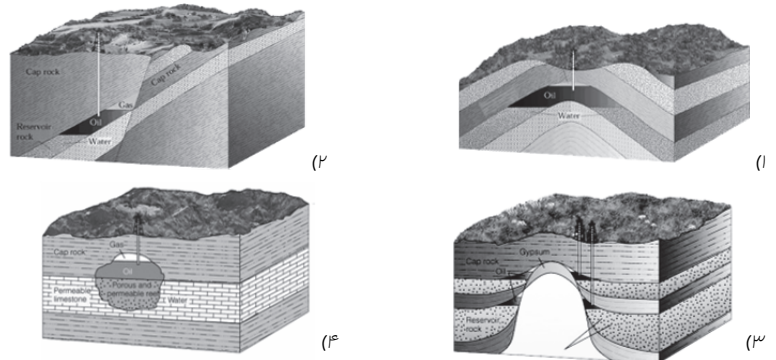 Oil
Water
(۱
Cap rock
Cap rock
Gas
Oil
Reservoir
rock
Water
(۲
Gypsum
Cap rock
Oil
Reservoir
rock
(۳
Gas
Cap rock
Oil
Permeable
limestone
Porous and
permeable reef
Water
(۴